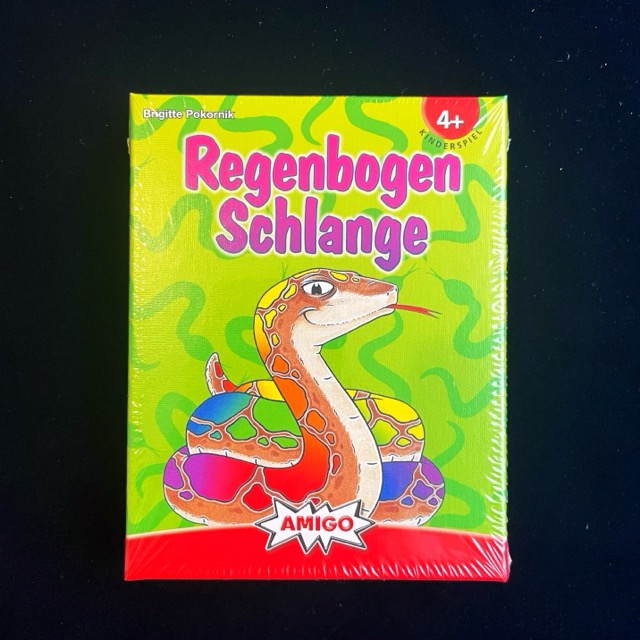 Brigitte Pokornik
4+
KINDERSPIEL
Regenbogen
Schlange
AMIGO